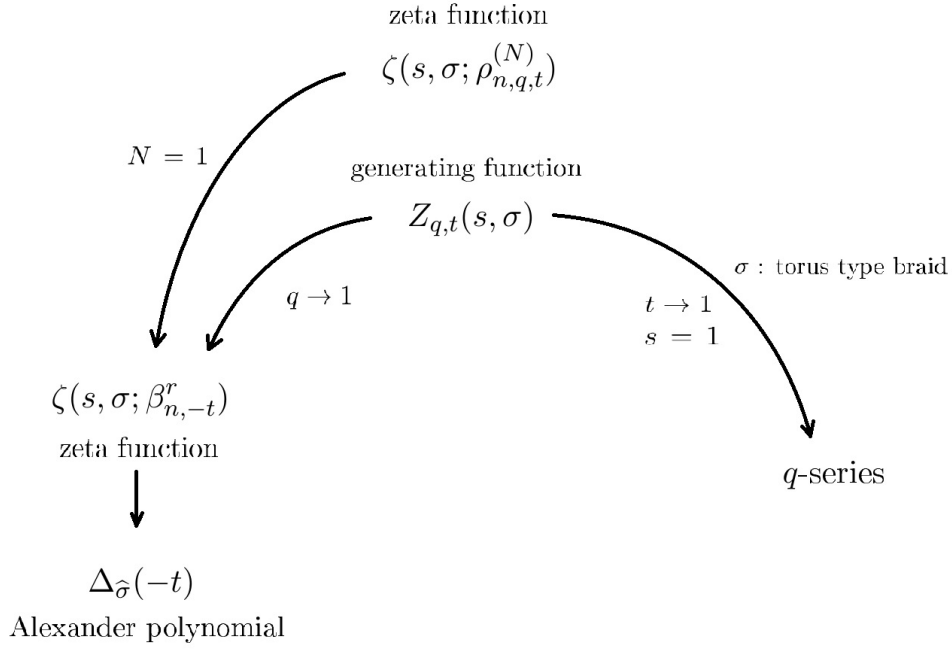 zeta function
ζ(s, σ; ρ_{n,q,t}^{(N)})
N = 1
generating function
Z_{q,t}(s, σ)
σ : torus type braid
q → 1
t → 1
s = 1
ζ(s, σ; β^r_{n,−t})
zeta function
q-series
Δ_{σ̂}(−t)
Alexander polynomial